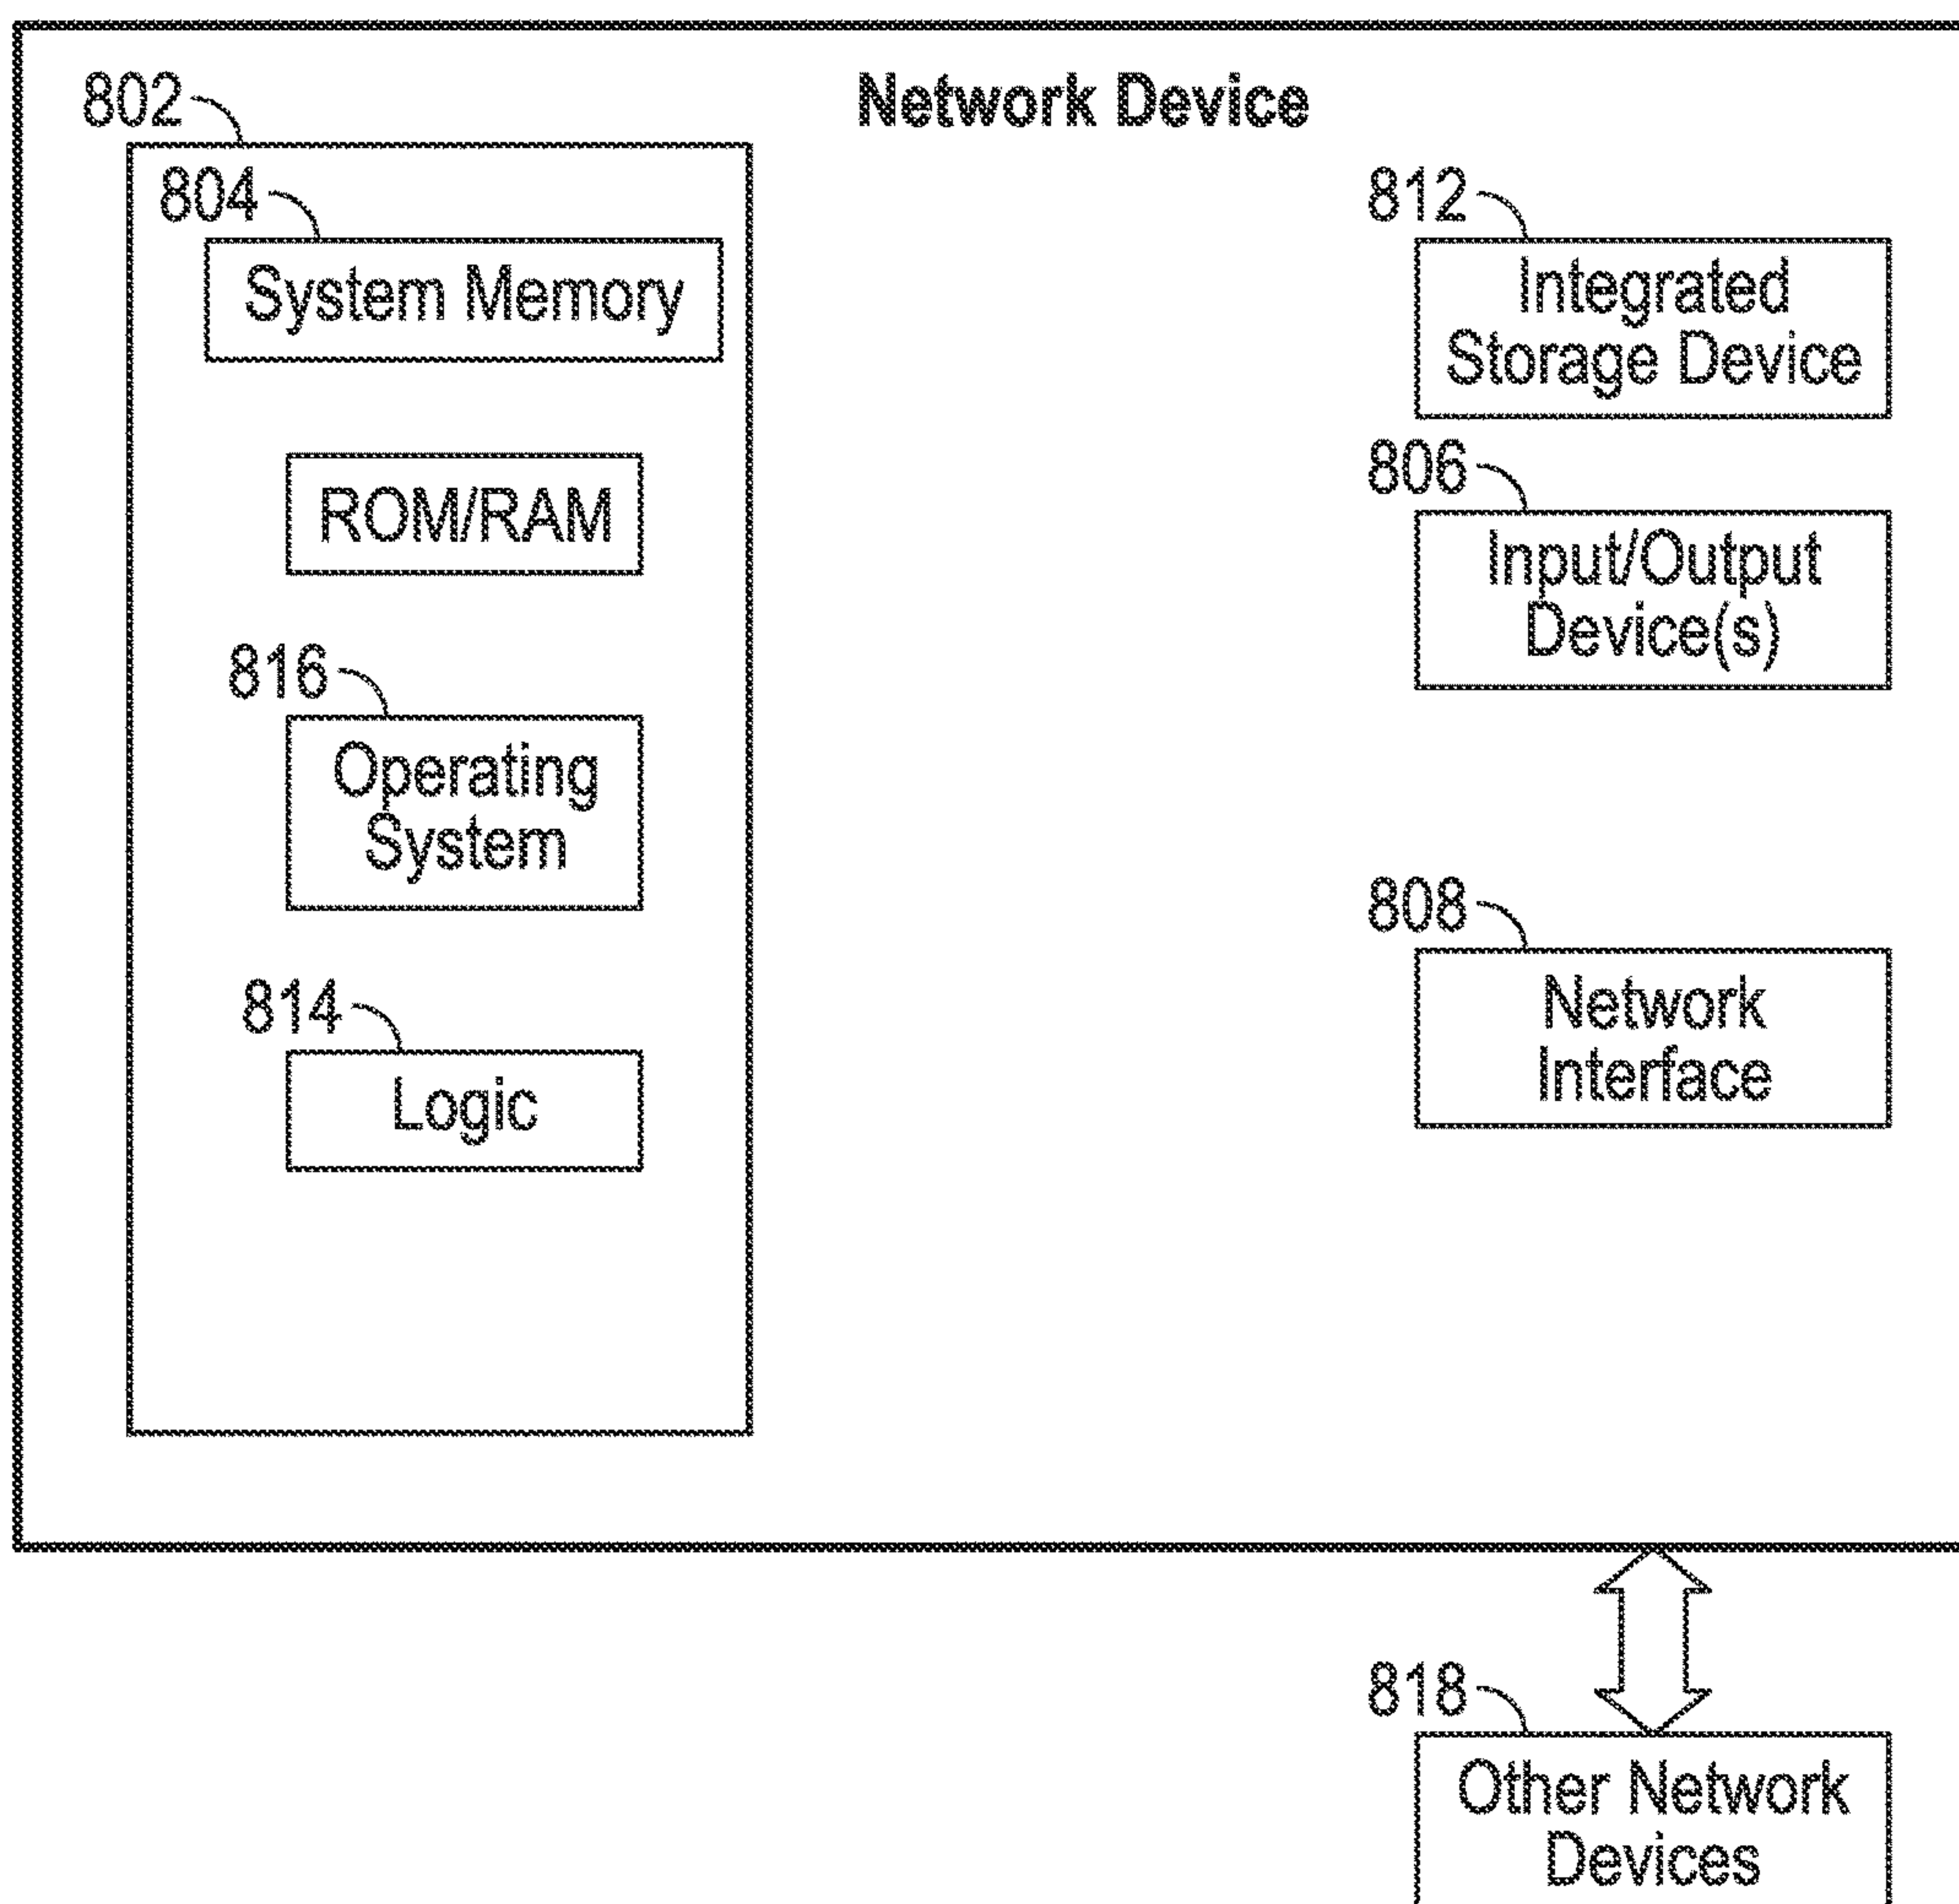 Network Device
802
804
System Memory
ROM/RAM
816
Operating
System
814
Logic
812
Integrated
Storage Device
806
Input/Output
Device(s)
808
Network
Interface
818
Other Network
Devices